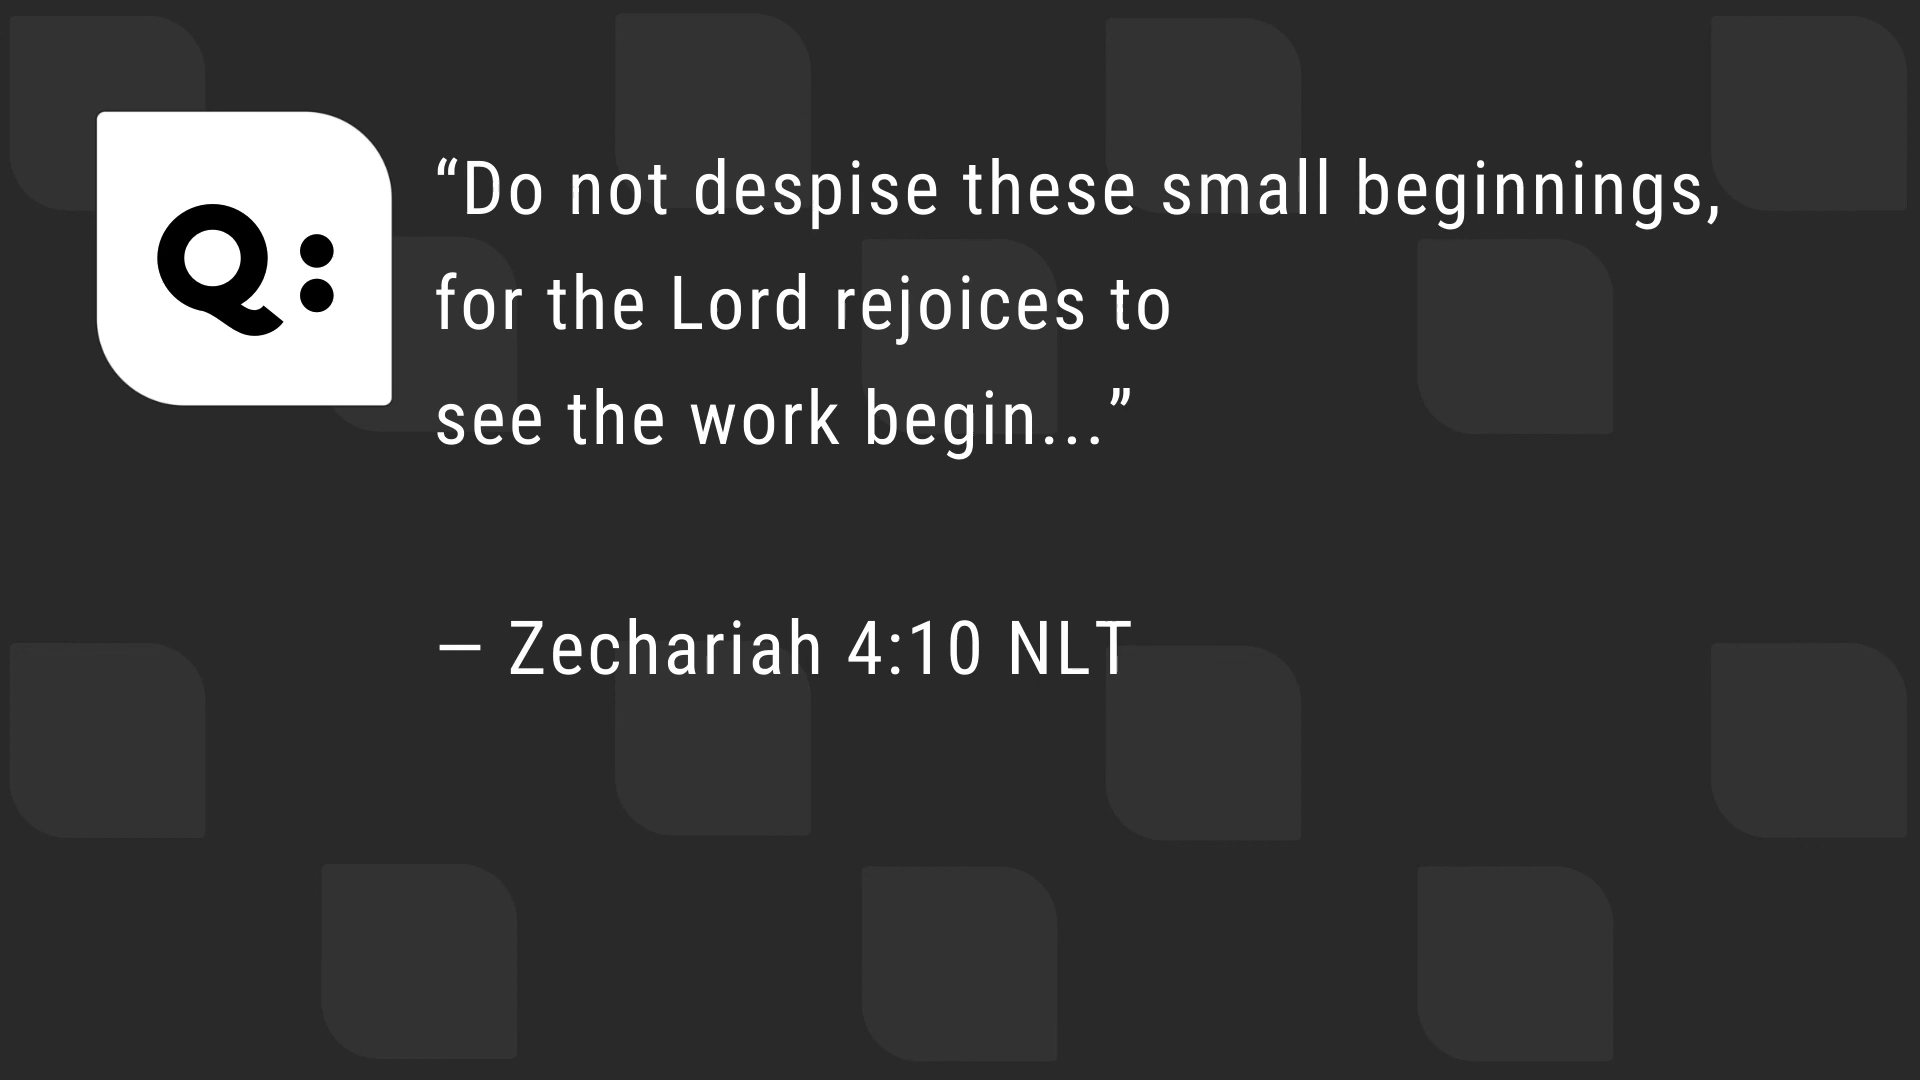 Q:
“Do not despise these small beginnings,
for the Lord rejoices to
see the work begin...”
– Zechariah 4:10 NLT